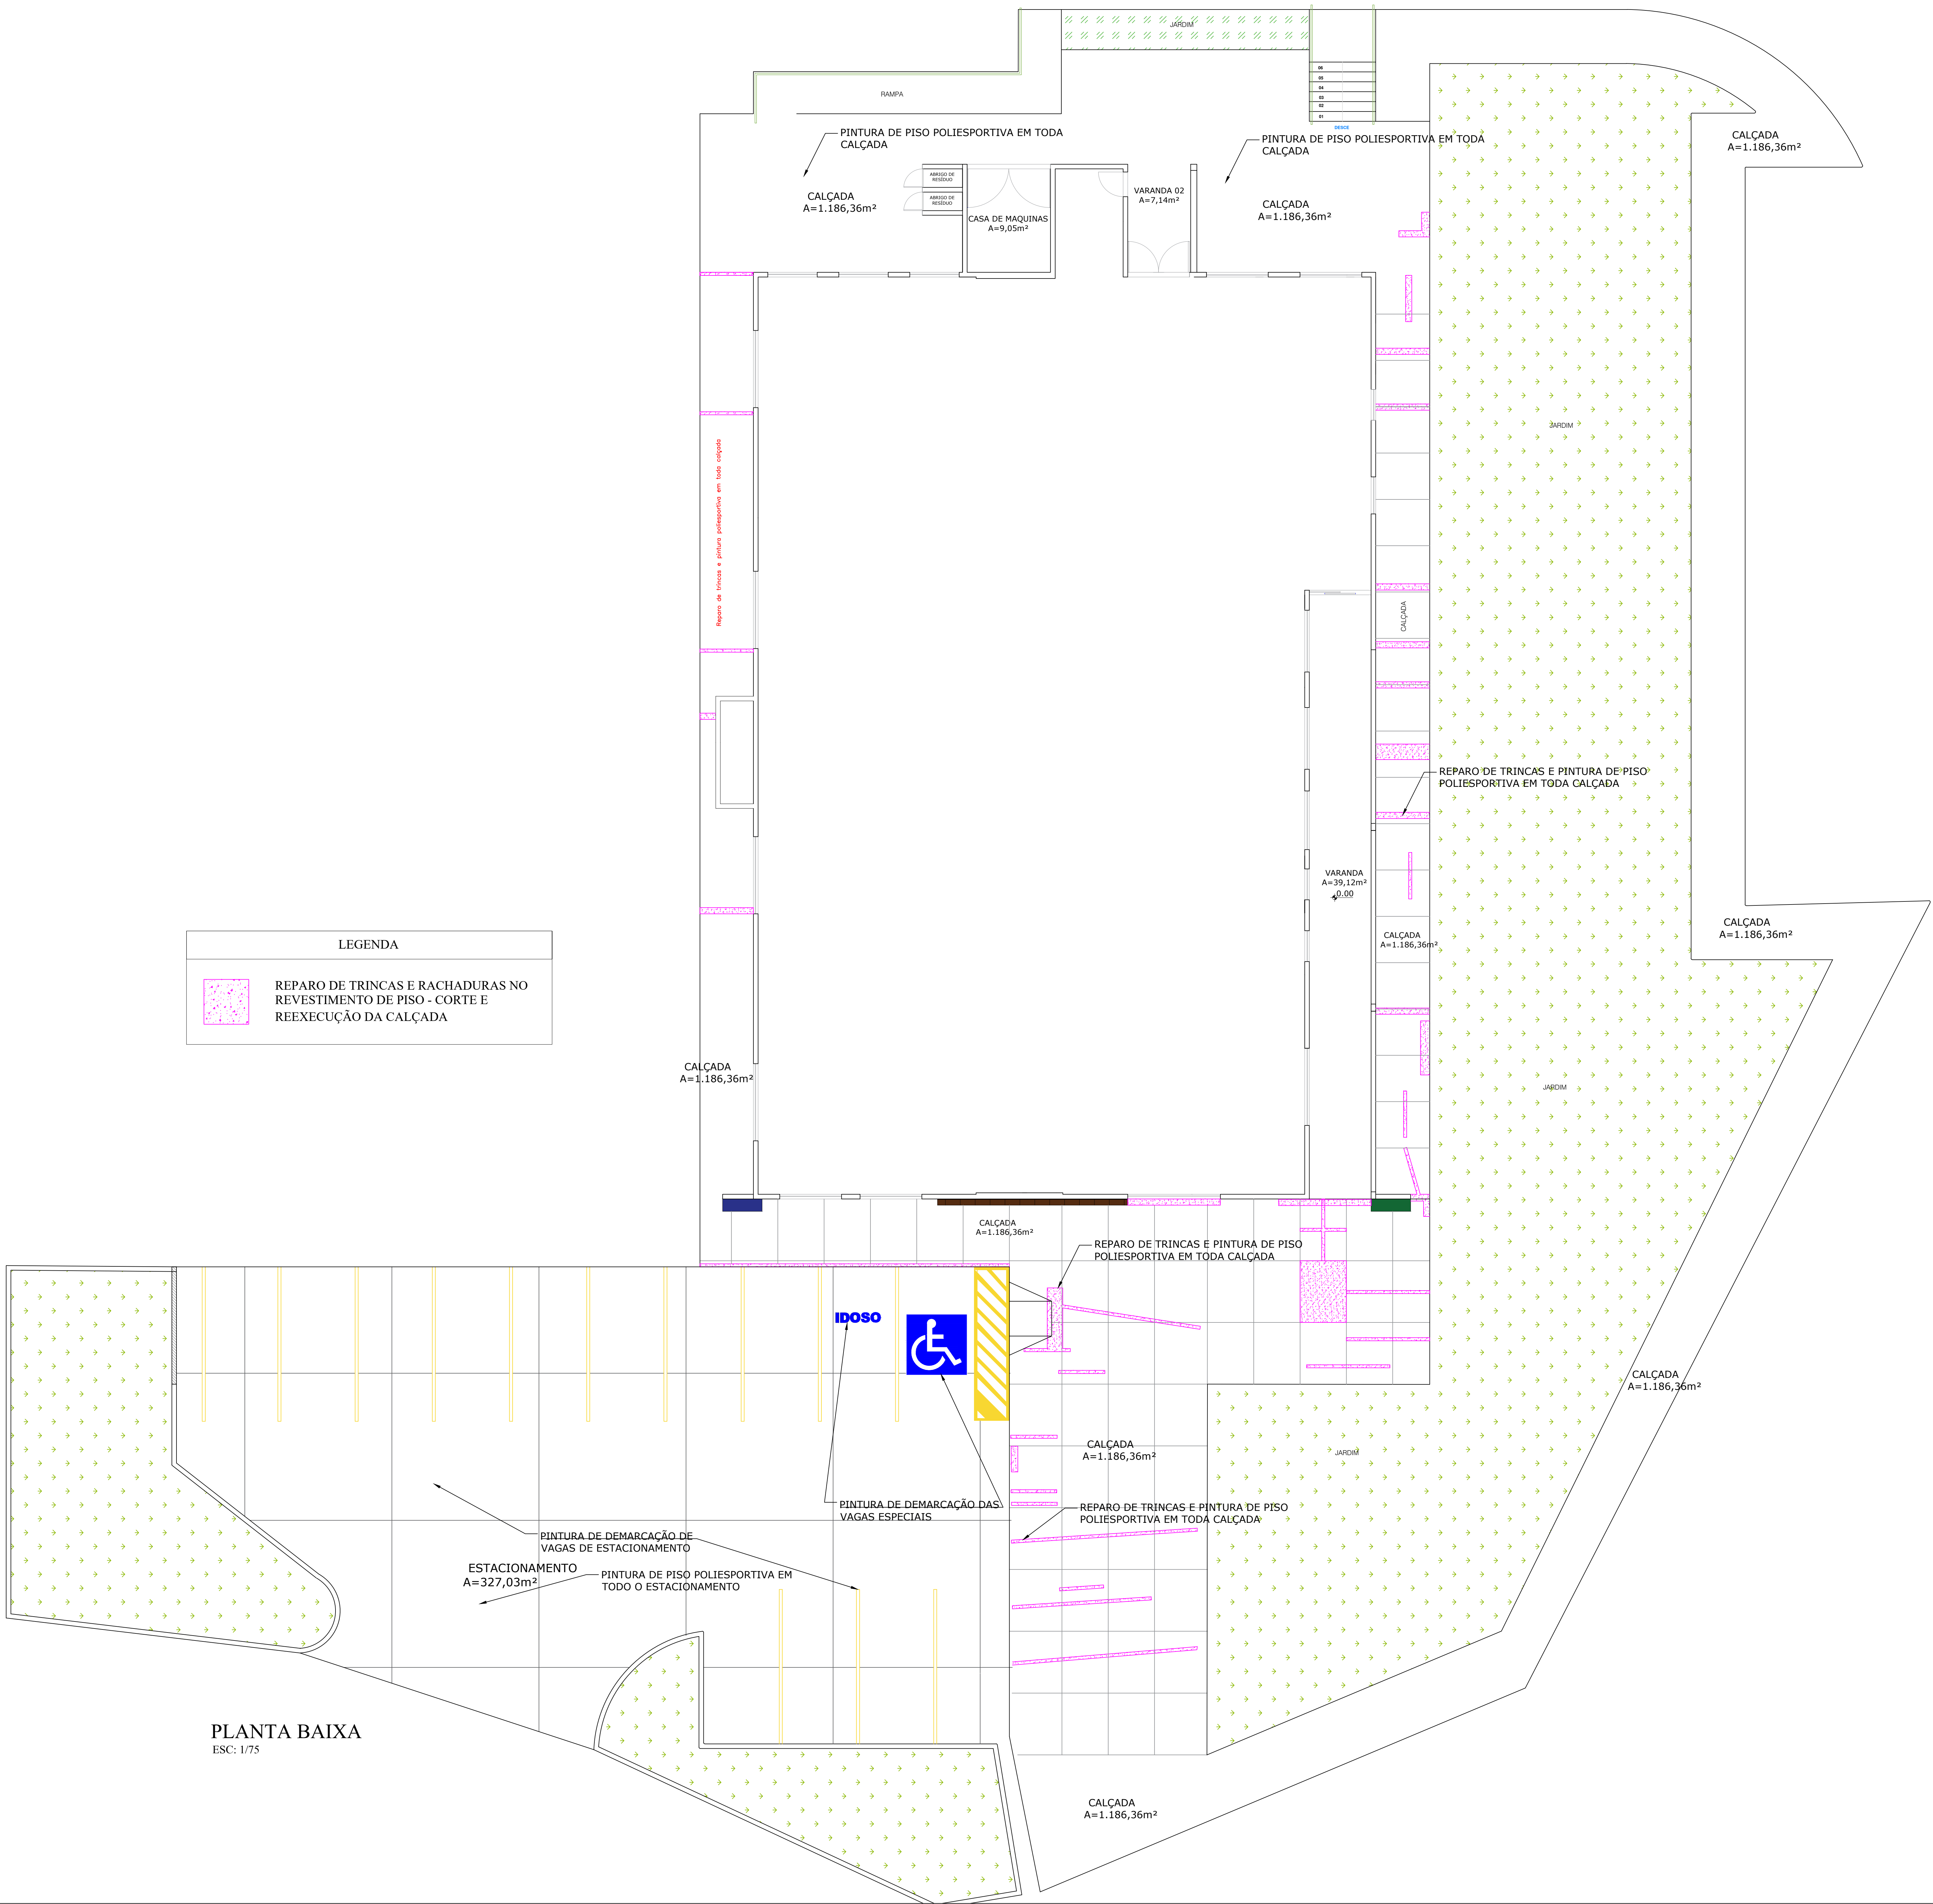 JARDIM
RAMPA
06
05
04
03
02
01
DESCE
PINTURA DE PISO POLIESPORTIVA EM TODA
CALÇADA
PINTURA DE PISO POLIESPORTIVA EM TODA
CALÇADA
CALÇADA
A=1.186,36m²
ABRIGO DE
RESÍDUO
ABRIGO DE
RESÍDUO
CALÇADA
A=1.186,36m²
CASA DE MAQUINAS
A=9,05m²
VARANDA 02
A=7,14m²
CALÇADA
A=1.186,36m²
JARDIM
Reparo de trincas e pintura poliesportiva em toda calçada
CALÇADA
REPARO DE TRINCAS E PINTURA DE PISO
POLIESPORTIVA EM TODA CALÇADA
VARANDA
A=39,12m²
0.00
CALÇADA
A=1.186,36m²
CALÇADA
A=1.186,36m²
LEGENDA
REPARO DE TRINCAS E RACHADURAS NO
REVESTIMENTO DE PISO - CORTE E
REEXECUÇÃO DA CALÇADA
CALÇADA
A=1.186,36m²
JARDIM
CALÇADA
A=1.186,36m²
REPARO DE TRINCAS E PINTURA DE PISO
POLIESPORTIVA EM TODA CALÇADA
IDOSO
CALÇADA
A=1.186,36m²
CALÇADA
A=1.186,36m²
JARDIM
PINTURA DE DEMARCAÇÃO DAS
VAGAS ESPECIAIS
REPARO DE TRINCAS E PINTURA DE PISO
POLIESPORTIVA EM TODA CALÇADA
PINTURA DE DEMARCAÇÃO DE
VAGAS DE ESTACIONAMENTO
ESTACIONAMENTO
A=327,03m²
PINTURA DE PISO POLIESPORTIVA EM
TODO O ESTACIONAMENTO
PLANTA BAIXA
ESC: 1/75
CALÇADA
A=1.186,36m²